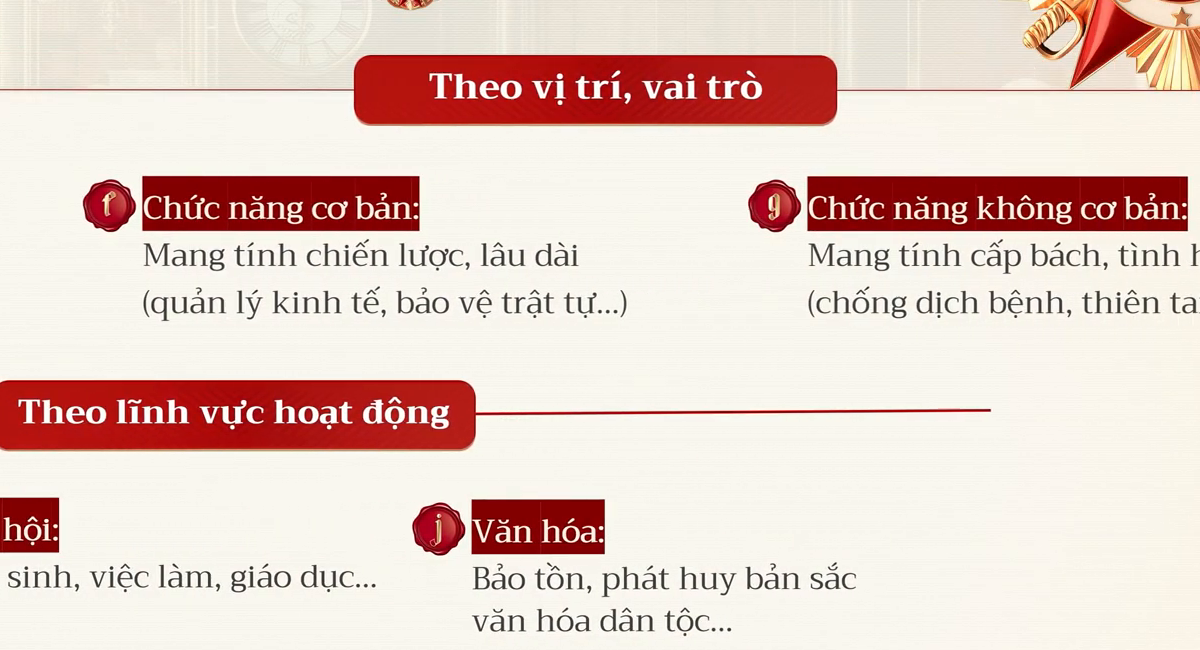 Theo vị trí, vai trò
f Chức năng cơ bản:
Mang tính chiến lược, lâu dài
(quản lý kinh tế, bảo vệ trật tự...)
g Chức năng không cơ bản:
Mang tính cấp bách, tình
(chống dịch bệnh, thiên
Theo lĩnh vực hoạt động
hội:
sinh, việc làm, giáo dục...
j Văn hóa:
Bảo tồn, phát huy bản sắc
văn hóa dân tộc...